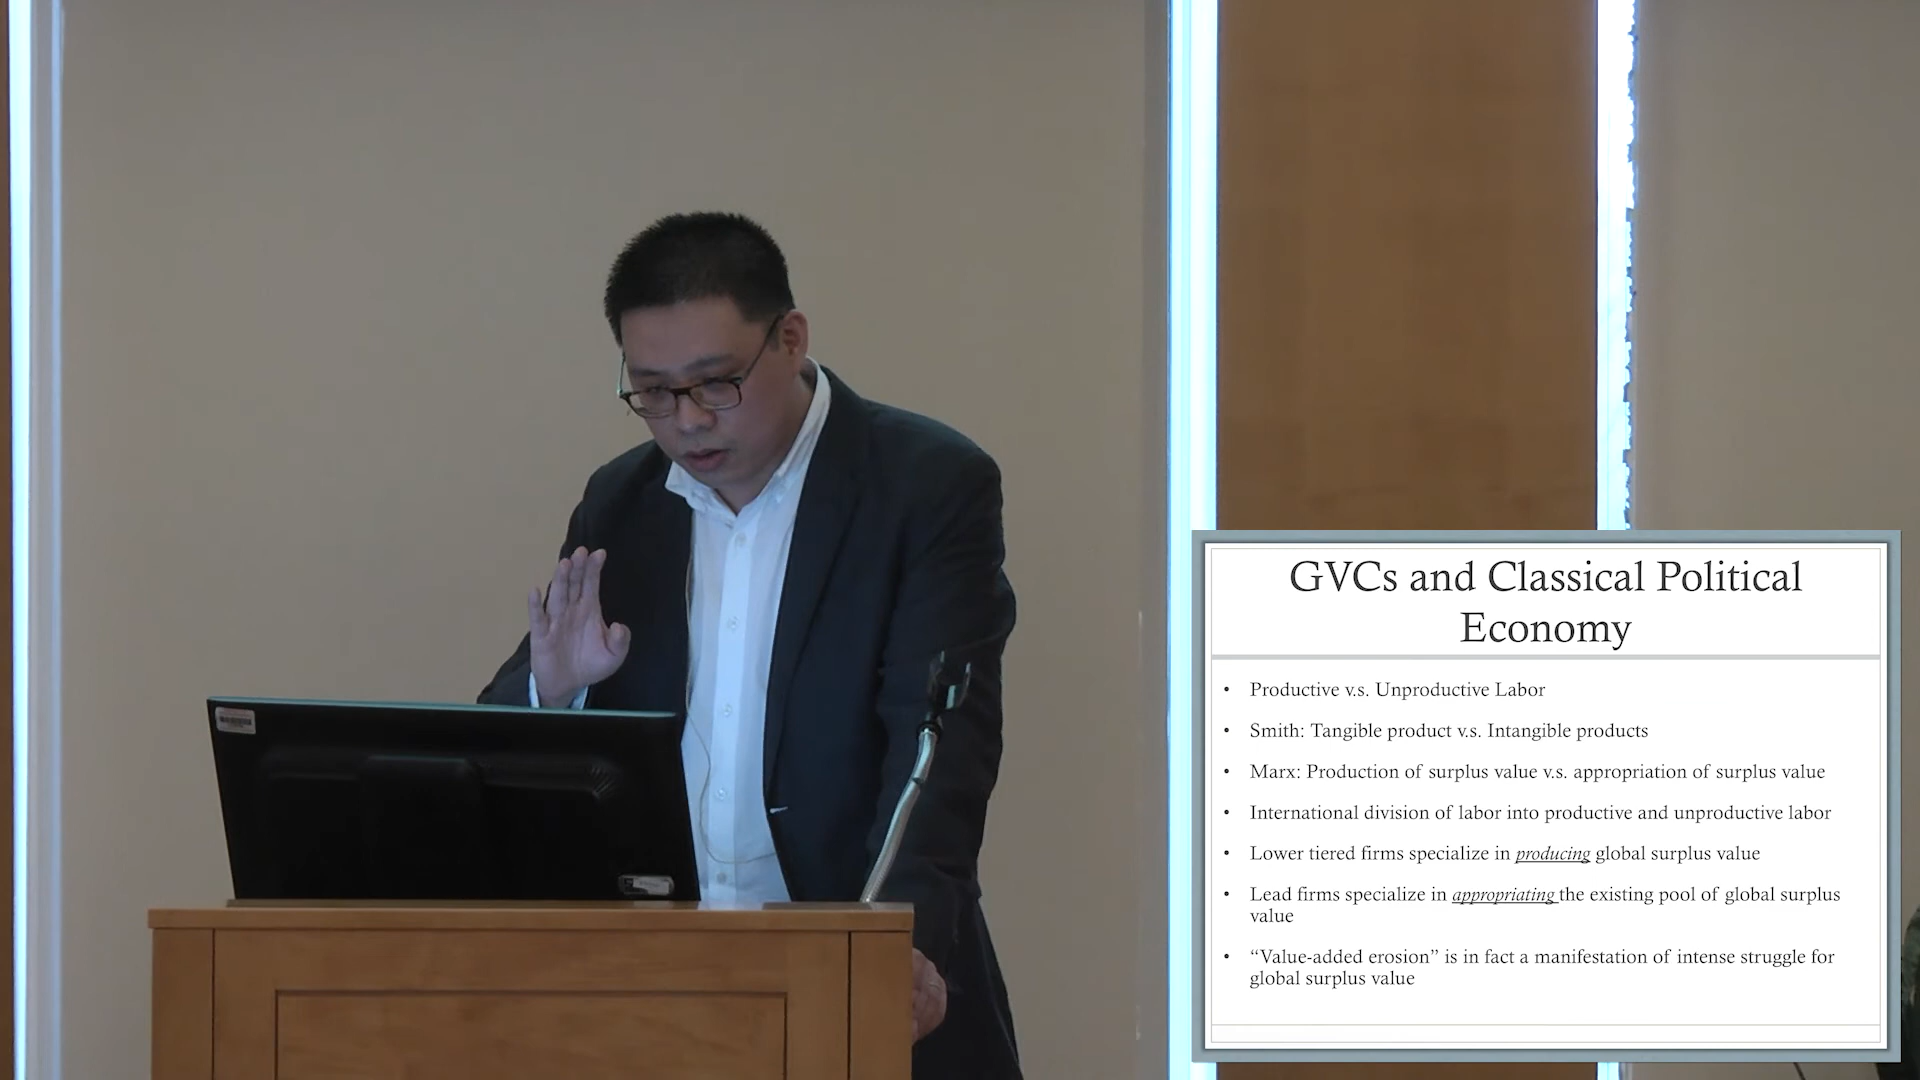 GVCs and Classical Political
Economy
• Productive v.s. Unproductive Labor
• Smith: Tangible product v.s. Intangible products
• Marx: Production of surplus value v.s. appropriation of surplus value
• International division of labor into productive and unproductive labor
• Lower tiered firms specialize in producing global surplus value
• Lead firms specialize in appropriating the existing pool of global surplus
value
• “Value-added erosion” is in fact a manifestation of intense struggle for
global surplus value